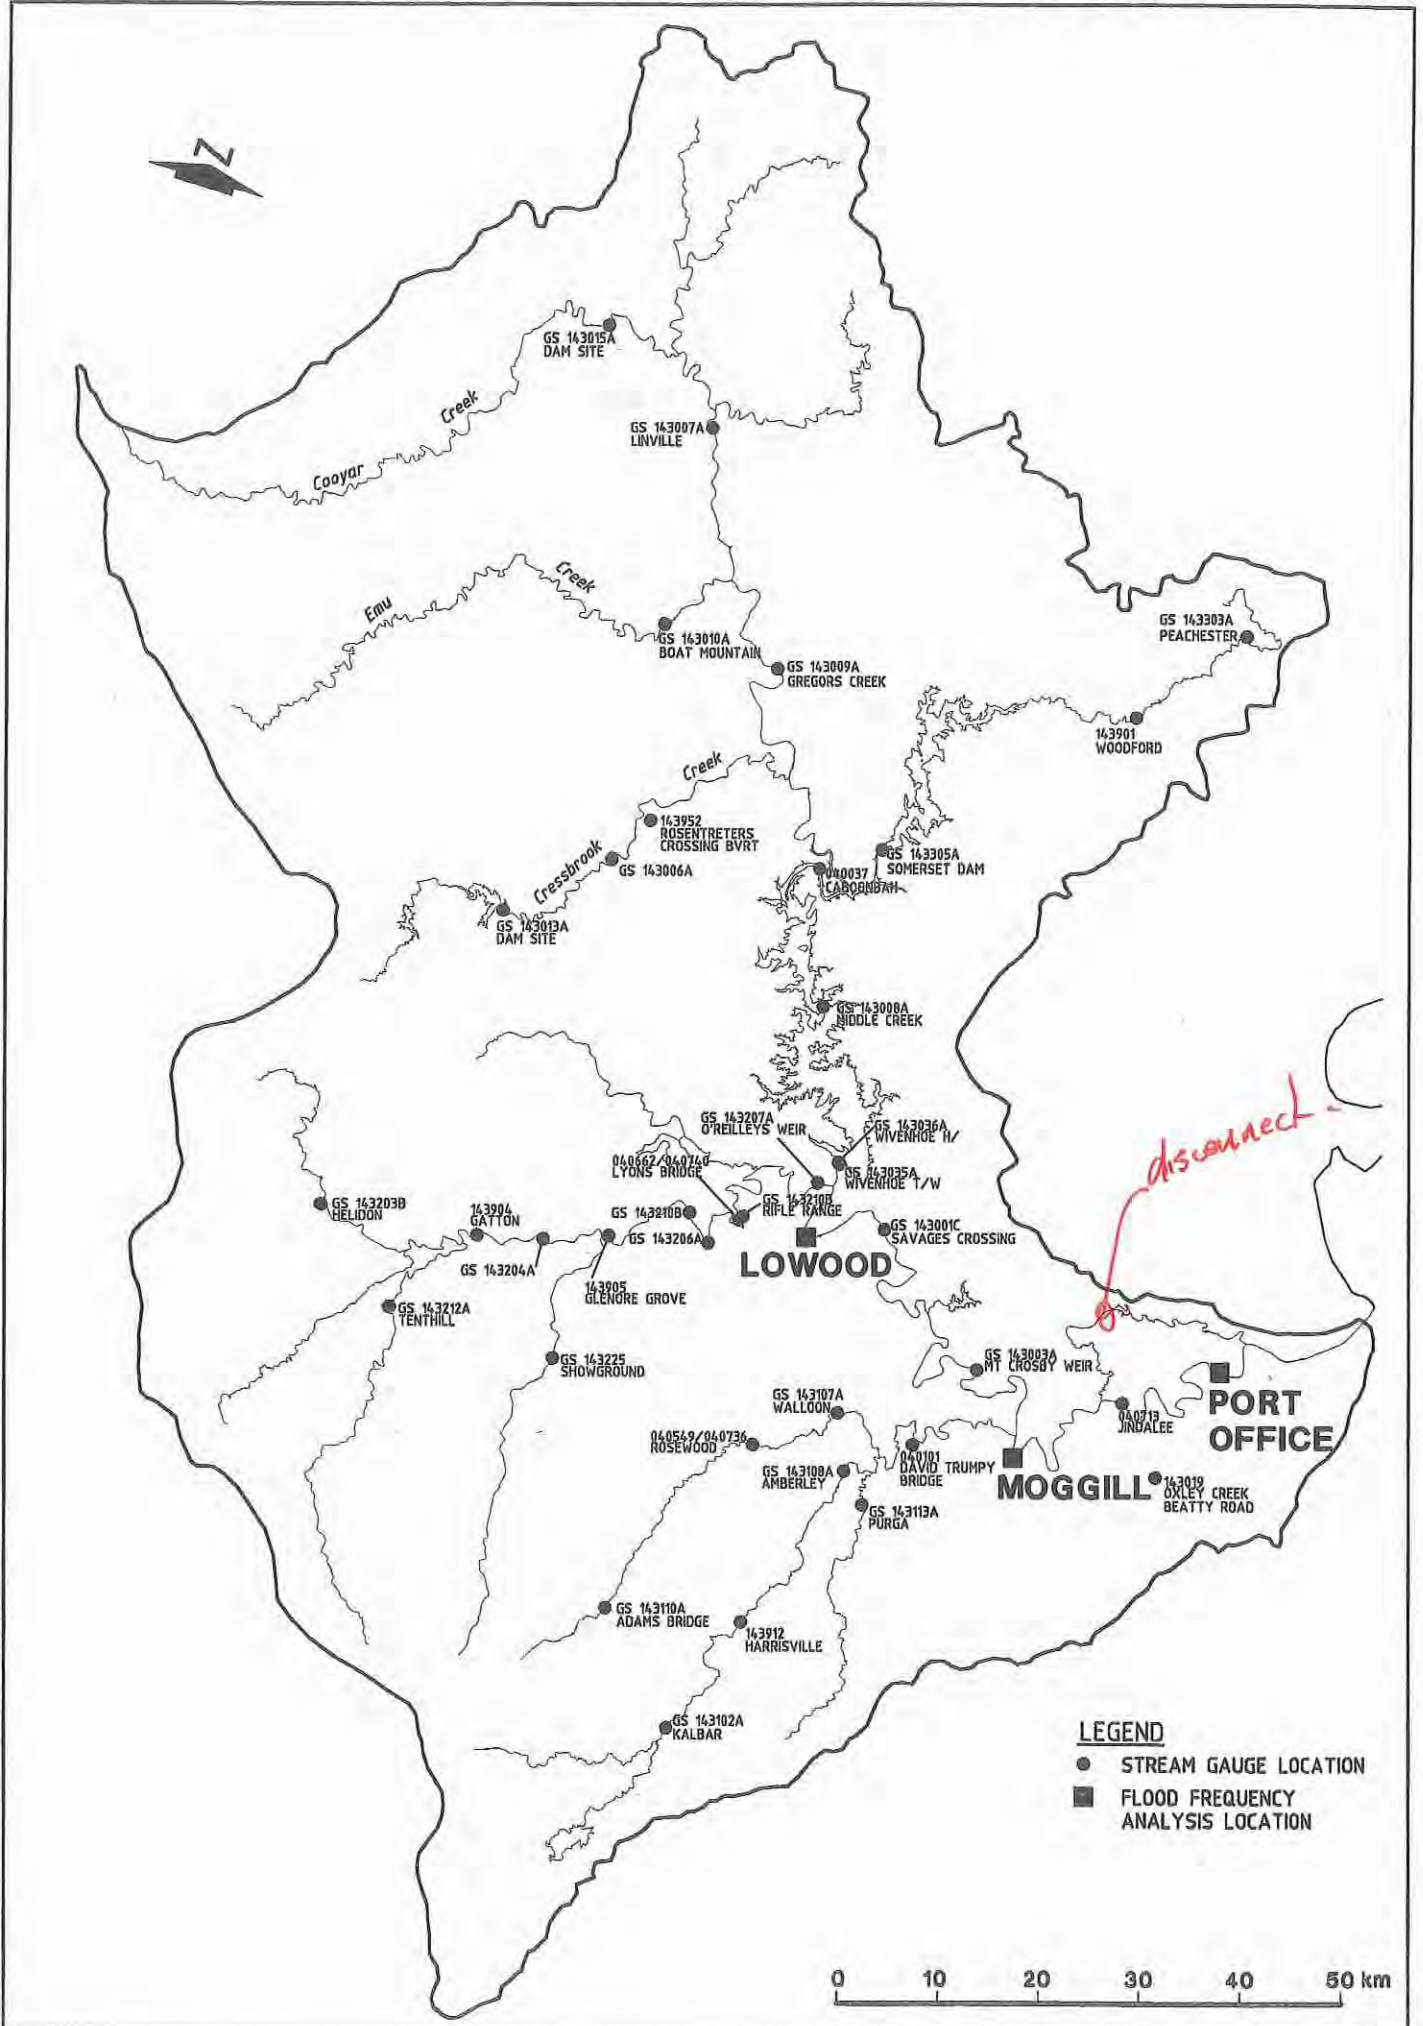 N
GS 143015A
DAM SITE
Creek
Cooyar
GS 143007A
LINVILLE
Creek
Emu
GS 143010A
BOAT MOUNTAIN
GS 143009A
GREGORS CREEK
GS 143303A
PEACHESTER
143901
WOODFORD
Creek
Cressbrook
143952
ROSENTRETERS
CROSSING BVRT
GS 143006A
GS 143305A
SOMERSET DAM
040037
CABOONBAH
GS 143013A
DAM SITE
GS 143008A
MIDDLE CREEK
disconnect.
GS 143207A
O'REILLEYS WEIR
GS 143036A
WIVENHOE H/
GS 143035A
WIVENHOE T/W
040662/040740
LYONS BRIDGE
GS 143210B
RIFLE RANGE
GS 143203B
HELIDON
143904
GATTON
GS 143210B
GS 143206A
GS 143001C
SAVAGES CROSSING
LOWOOD
GS 143204A
143905
GLENORE GROVE
GS 143212A
TENTHILL
GS 143225
SHOWGROUND
GS 143003A
MT CROSBY WEIR
GS 143107A
WALLOON
040713
JINDALEE
PORT
OFFICE
040549/040736
ROSEWOOD
040101
DAVID TRUMPY
BRIDGE
GS 143108A
AMBERLEY
MOGGILL
143019
OXLEY CREEK
BEATTY ROAD
GS 143113A
PURGA
GS 143110A
ADAMS BRIDGE
143912
HARRISVILLE
GS 143102A
KALBAR
LEGEND
STREAM GAUGE LOCATION
FLOOD FREQUENCY
ANALYSIS LOCATION
0 10 20 30 40 50 km